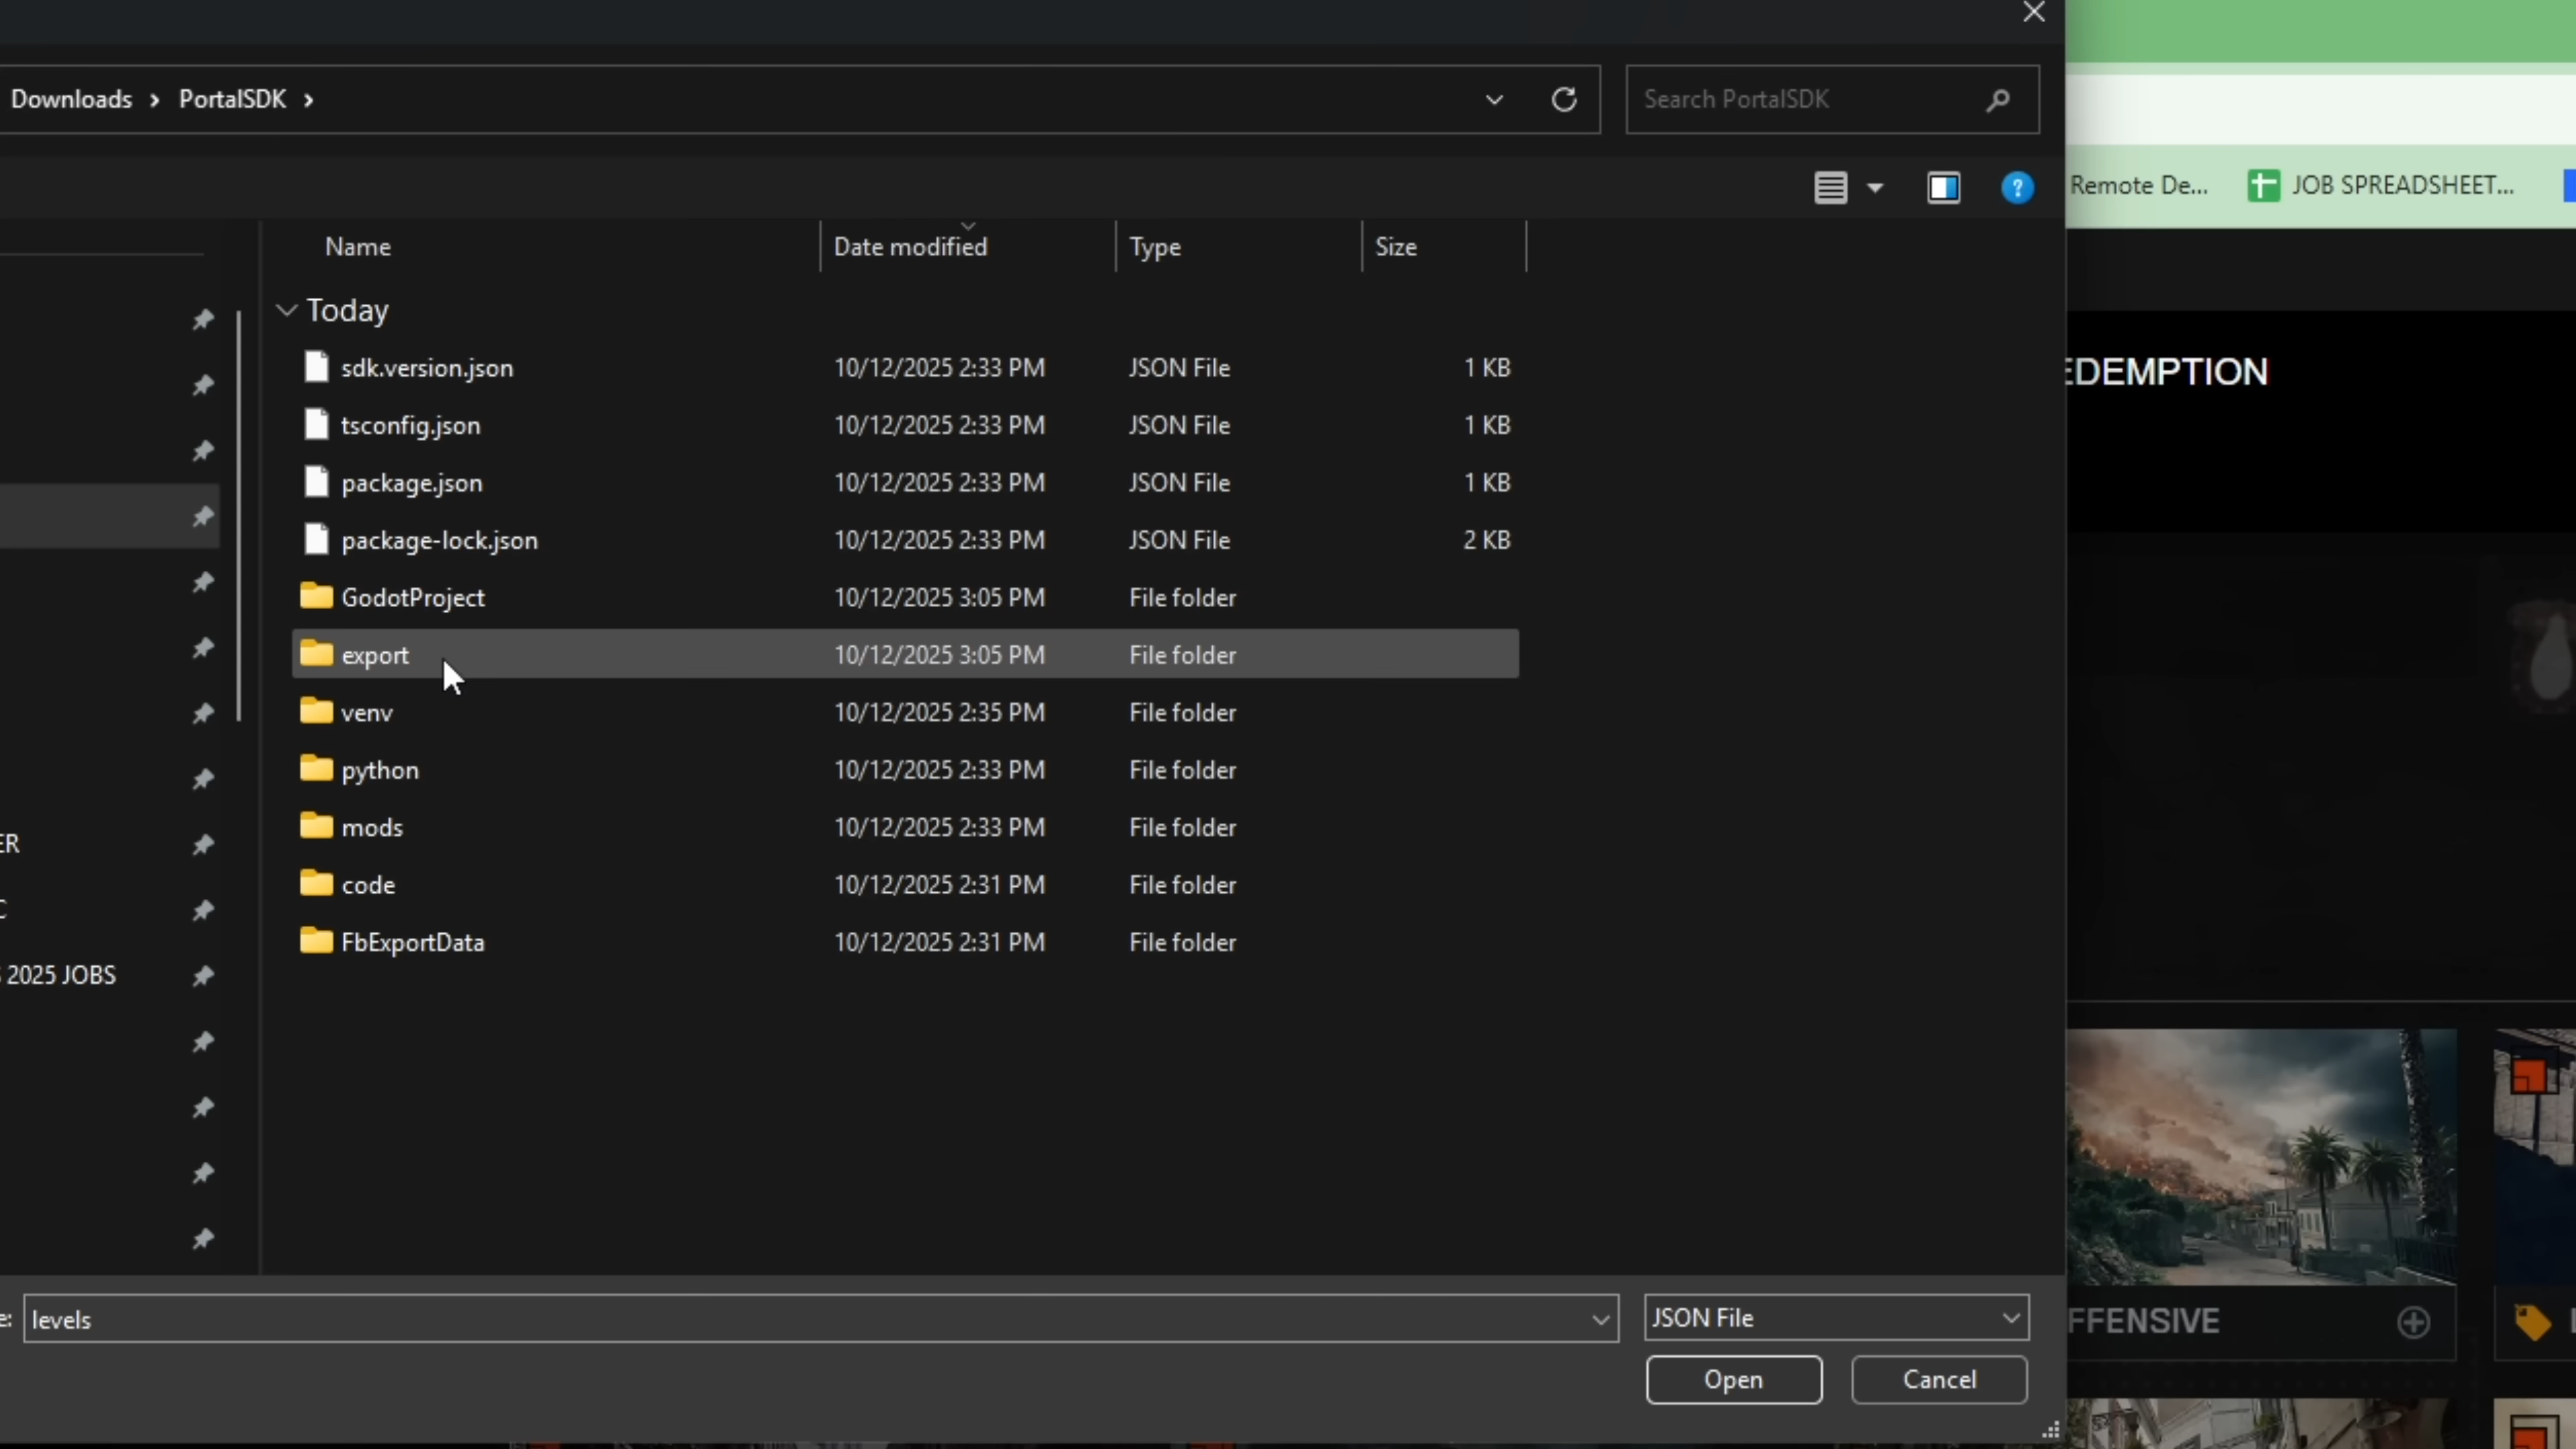 Downloads > PortalSDK >
Search PortalSDK
Remote De...
JOB SPREADSHEET...
Name
Date modified
Type
Size
Today
sdk.version.json 10/12/2025 2:33 PM JSON File 1 KB
tsconfig.json 10/12/2025 2:33 PM JSON File 1 KB
package.json 10/12/2025 2:33 PM JSON File 1 KB
package-lock.json 10/12/2025 2:33 PM JSON File 2 KB
GodotProject 10/12/2025 3:05 PM File folder
export 10/12/2025 3:05 PM File folder
venv 10/12/2025 2:35 PM File folder
python 10/12/2025 2:33 PM File folder
mods 10/12/2025 2:33 PM File folder
code 10/12/2025 2:31 PM File folder
FbExportData 10/12/2025 2:31 PM File folder
ER
2025 JOBS
EDEMPTION
FFENSIVE
e: levels
JSON File
Open
Cancel